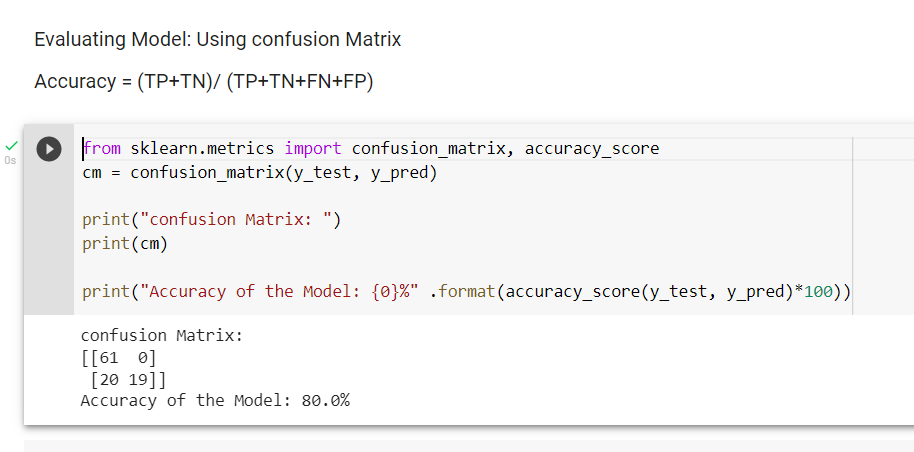 Evaluating Model: Using confusion Matrix
Accuracy = (TP+TN)/ (TP+TN+FN+FP)
from sklearn.metrics import confusion_matrix, accuracy_score
0s
cm = confusion_matrix(y_test, y_pred)
print("confusion Matrix: ")
print(cm)
print("Accuracy of the Model: {0}%" .format(accuracy_score(y_test, y_pred)*100))
confusion Matrix:
[[61  0]
 [20 19]]
Accuracy of the Model: 80.0%